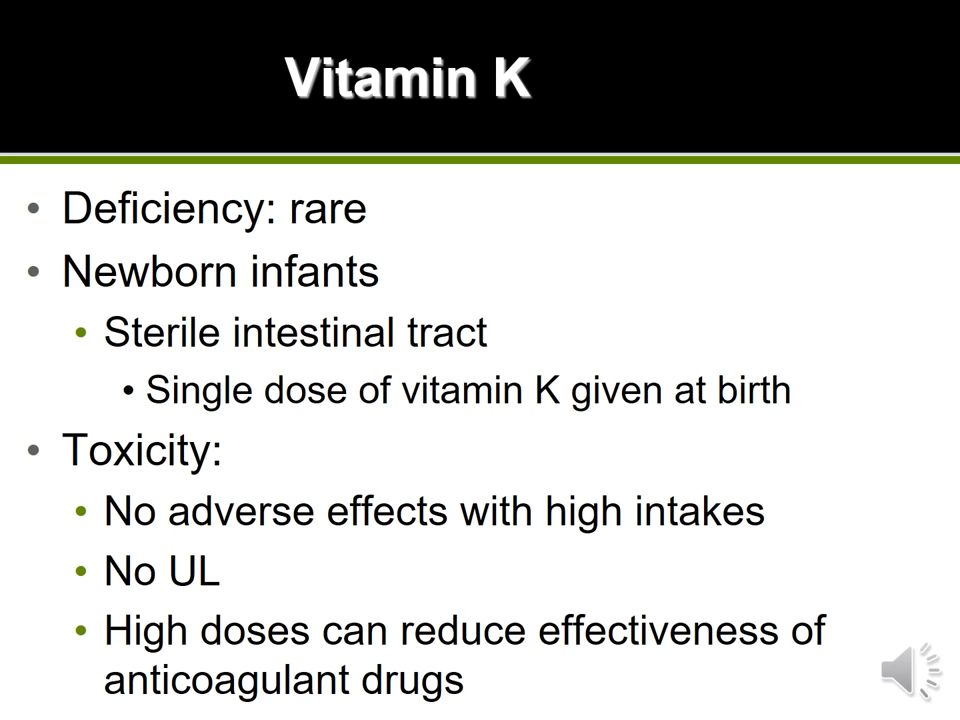 Vitamin K
• Deficiency: rare
• Newborn infants
• Sterile intestinal tract
• Single dose of vitamin K given at birth
• Toxicity:
• No adverse effects with high intakes
• No UL
• High doses can reduce effectiveness of
anticoagulant drugs